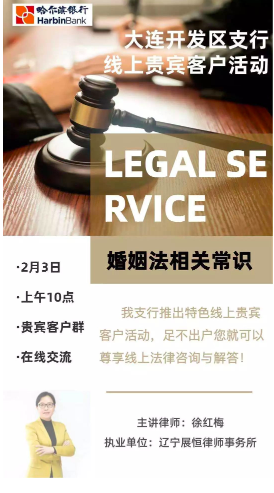 哈尔滨银行
HarbinBank
大连开发区支行
线上贵宾客户活动
LEGAL SE
RVICE
婚姻法相关常识
·2月3日
·上午10点
·贵宾客户群
·在线交流
我支行推出特色线上贵宾
客户活动，足不出户您就可以
尊享线上法律咨询与解答！
主讲律师：徐红梅
执业单位：辽宁展恒律师事务所